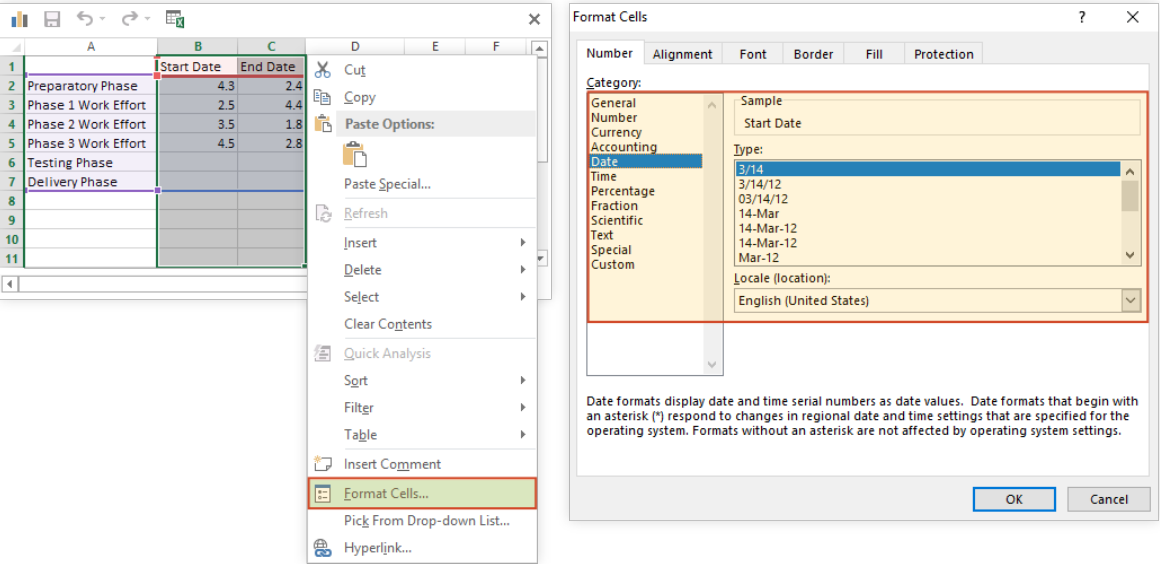 A B C D E F
1 Start Date End Date
2 Preparatory Phase 4.3 2.4
3 Phase 1 Work Effort 2.5 4.4
4 Phase 2 Work Effort 3.5 1.8
5 Phase 3 Work Effort 4.5 2.8
6 Testing Phase
7 Delivery Phase
8
9
10
11
Cut
Copy
Paste Options:
Paste Special...
Refresh
Insert
Delete
Select
Clear Contents
Quick Analysis
Sort
Filter
Table
Insert Comment
Format Cells...
Pick From Drop-down List...
Hyperlink...
Format Cells ?
Number Alignment Font Border Fill Protection
Category:
General
Number
Currency
Accounting
Date
Time
Percentage
Fraction
Scientific
Text
Special
Custom
Sample
Start Date
Type:
3/14
3/14/12
03/14/12
14-Mar
14-Mar-12
14-Mar-12
Mar-12
Locale (location):
English (United States)
Date formats display date and time serial numbers as date values. Date formats that begin with
an asterisk (*) respond to changes in regional date and time settings that are specified for the
operating system. Formats without an asterisk are not affected by operating system settings.
OK Cancel